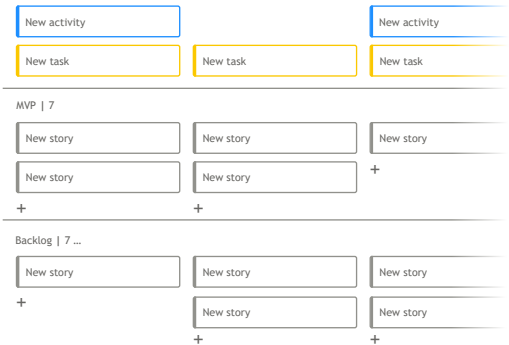 New activity New activity
New task New task New task
MVP | 7
New story New story New story
New story New story +
+ +
Backlog | 7 ...
New story New story New story
+ New story New story
+ +